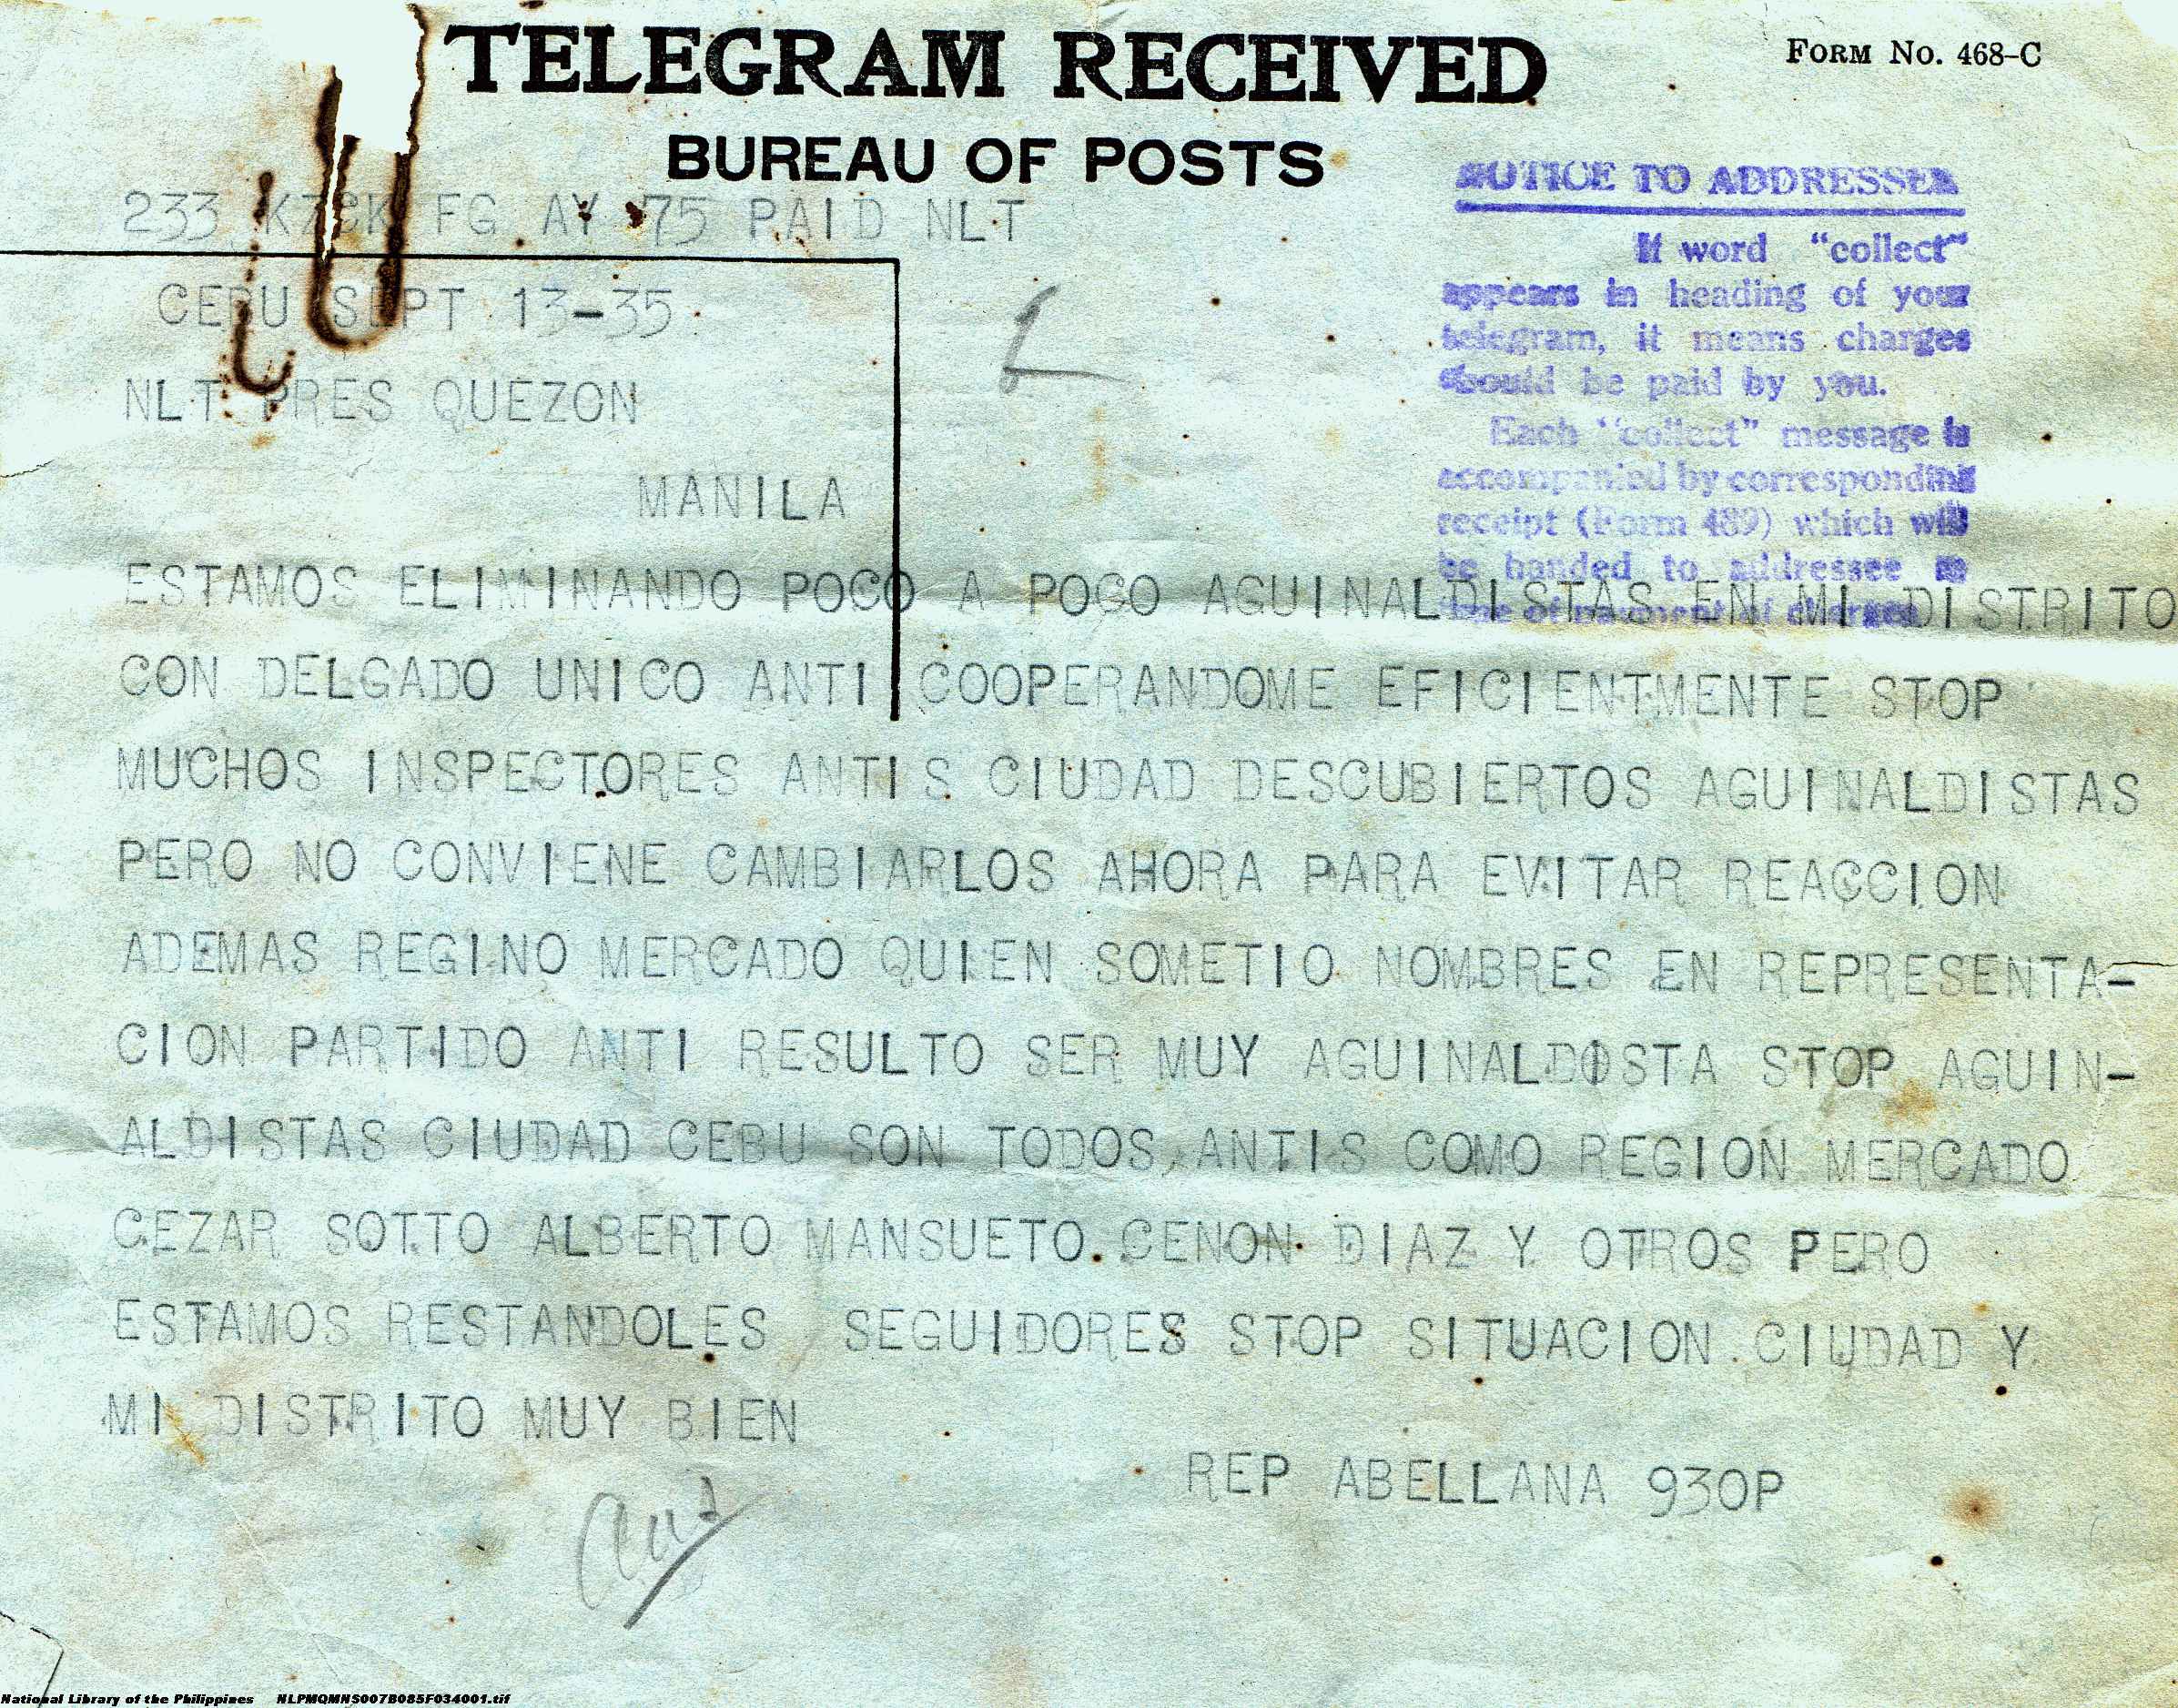 TELEGRAM RECEIVED
FORM No. 468-C
BUREAU OF POSTS
233 KZCK FG AY 75 PAID NLT
CEBU SEPT 13-35
NLT PRES QUEZON
MANILA
NOTICE TO ADDRESSEE
If word "collect"
appears in heading of your
telegram, it means charges
should be paid by you.
Each "collect" message is
accompanied by corresponding
receipt (Form 489) which will
be handed to addressee
of payment of charges
ESTAMOS ELIMINANDO POCO A POCO AGUINALDISTAS EN MI DISTRITO
CON DELGADO UNICO ANTI COOPERANDOME EFICIENTMENTE STOP
MUCHOS INSPECTORES ANTIS CIUDAD DESCUBIERTOS AGUINALDISTAS
PERO NO CONVIENE CAMBIARLOS AHORA PARA EVITAR REACCION
ADEMAS REGINO MERCADO QUIEN SOMETIO NOMBRES EN REPRESENTA-
CION PARTIDO ANTI RESULTO SER MUY AGUINALDISTA STOP AGUIN-
ALDISTAS CIUDAD CEBU SON TODOS ANTIS COMO REGION MERCADO
CEZAR SOTTO ALBERTO MANSUETO CENON DIAZ Y OTROS PERO
ESTAMOS RESTANDOLES SEGUIDORES STOP SITUACION CIUDAD Y
MI DISTRITO MUY BIEN
REP ABELLANA 930P
National Library of the Philippines NLPMQMNS007B085F034001.tif